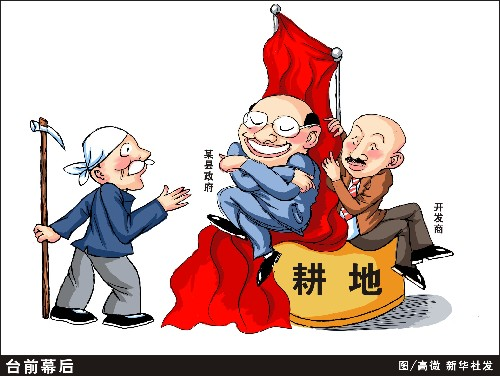 某县政府
开发商
耕地
台前幕后
图/高微 新华社发